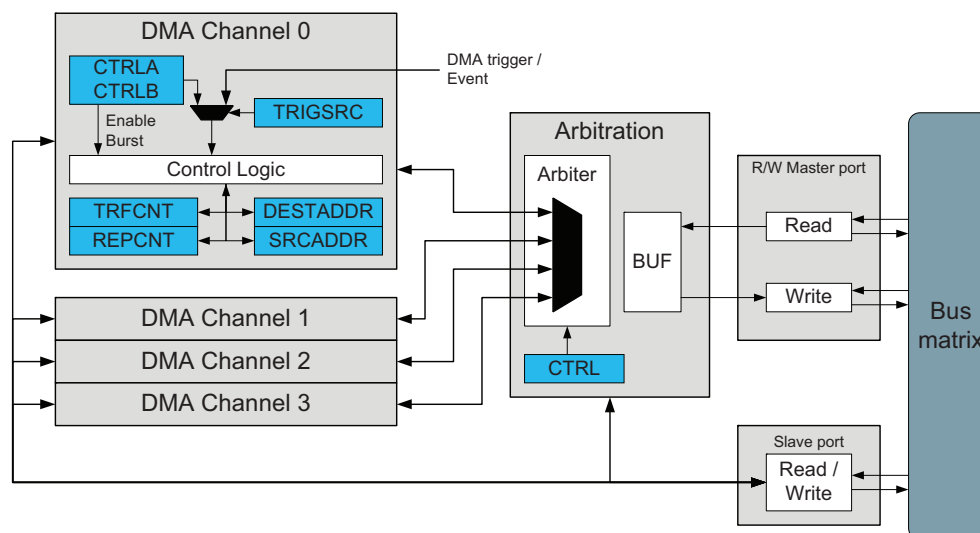 DMA Channel 0
CTRLA
CTRLB
DMA trigger /
Event
TRIGSRC
Enable
Burst
Control Logic
TRFCNT
DESTADDR
REPCNT
SRCADDR
DMA Channel 1
DMA Channel 2
DMA Channel 3
Arbitration
Arbiter
BUF
CTRL
R/W Master port
Read
Write
Slave port
Read /
Write
Bus
matrix